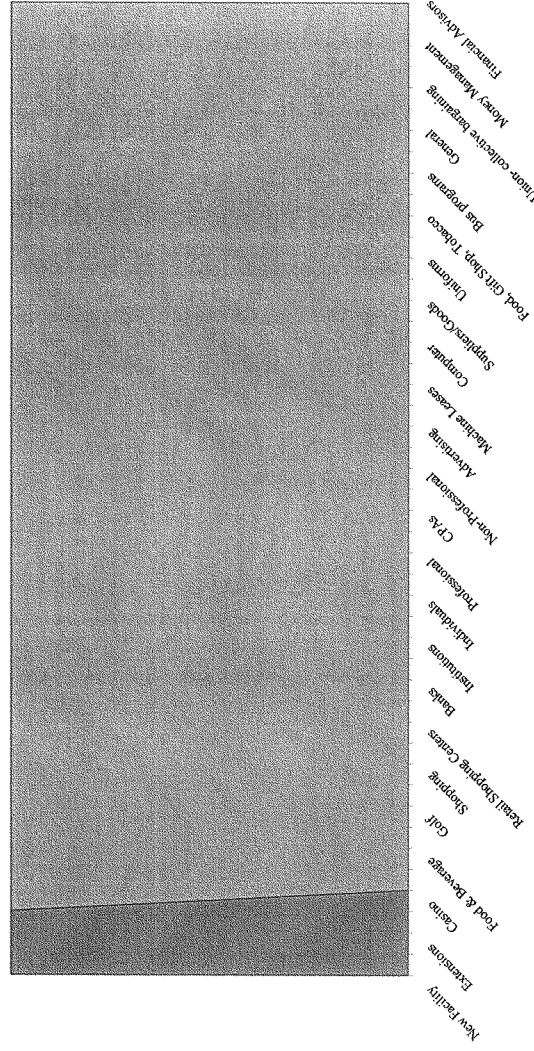 New Facility
Extensions
Casino
Food & Beverage
Golf
Shopping
Retail Shopping Centers
Banks
Institutions
Individuals
Professional
CPAs
Non-Professional
Advertising
Machine Leases
Computer
Suppliers/Goods
Uniforms
Food, Gift Shop, Tobacco
Bus programs
General
Union- collective bargaining
Money Management
Financial Advisors